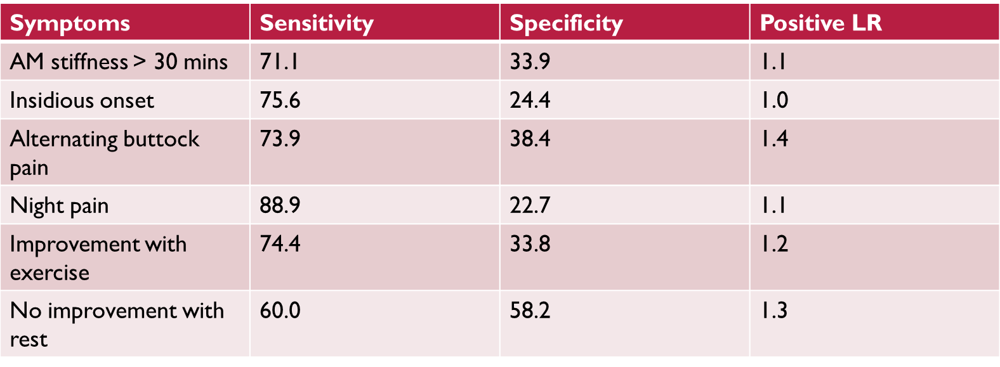 Symptoms Sensitivity Specificity Positive LR
AM stiffness > 30 mins 71.1 33.9 1.1
Insidious onset 75.6 24.4 1.0
Alternating buttock 73.9 38.4 1.4
pain
Night pain 88.9 22.7 1.1
Improvement with 74.4 33.8 1.2
exercise
No improvement with 60.0 58.2 1.3
rest